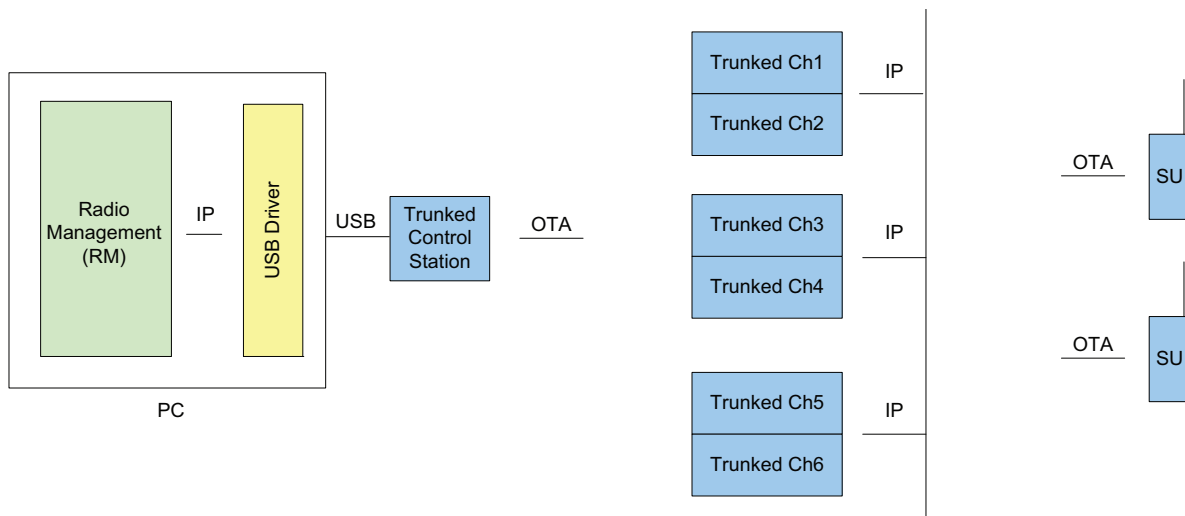 Radio
Management
(RM)
IP
USB Driver
PC
USB
Trunked
Control
Station
OTA
Trunked Ch1
Trunked Ch2
IP
Trunked Ch3
Trunked Ch4
IP
Trunked Ch5
Trunked Ch6
IP
OTA
SU
OTA
SU